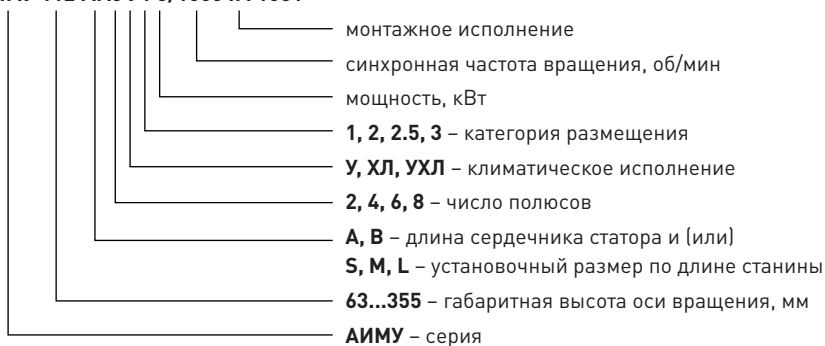 монтажное исполнение
синхронная частота вращения, об/мин
мощность, кВт
1, 2, 2.5, 3 – категория размещения
У, ХЛ, УХЛ – климатическое исполнение
2, 4, 6, 8 – число полюсов
А, В – длина сердечника статора и (или)
S, M, L – установочный размер по длине станины
63...355 – габаритная высота оси вращения, мм
АИМУ – серия